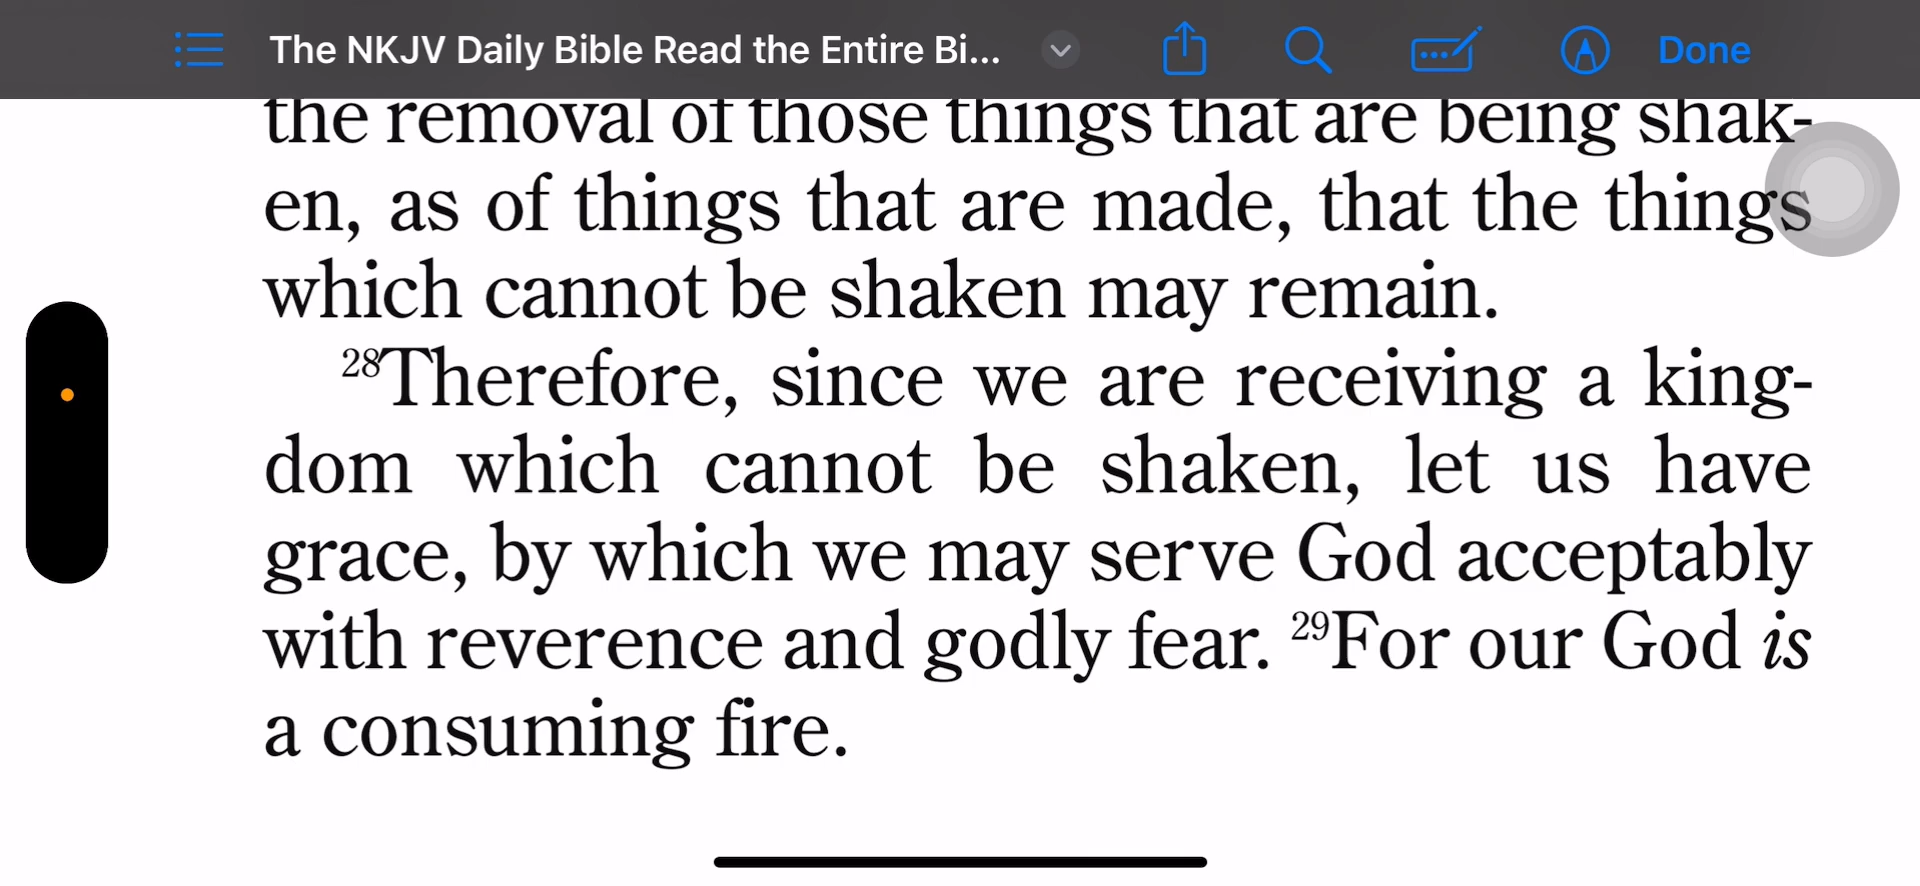 The NKJV Daily Bible Read the Entire Bi...
Done
the removal of those things that are being shak-
en, as of things that are made, that the things
which cannot be shaken may remain.
28Therefore, since we are receiving a king-
dom which cannot be shaken, let us have
grace, by which we may serve God acceptably
with reverence and godly fear. 29For our God is
a consuming fire.